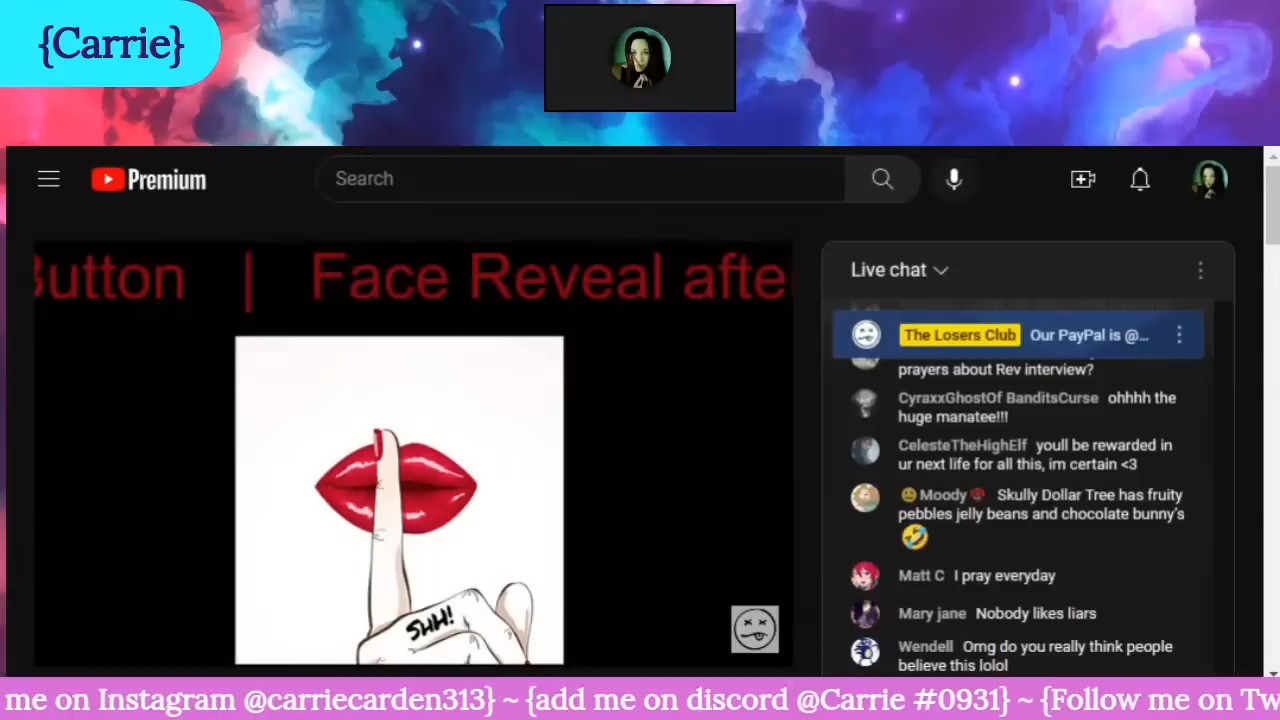 {Carrie}
Premium
Search
Button | Face Reveal after
Live chat
The Losers Club Our PayPal is @...
prayers about Rev interview?
CyraxxGhostOf BanditsCurse ohhhh the
huge manatee!!!
CelesteTheHighElf youll be rewarded in
ur next life for all this, im certain <3
Moody Skully Dollar Tree has fruity
pebbles jelly beans and chocolate bunny's
Matt C I pray everyday
Mary jane Nobody likes liars
Wendell Omg do you really think people
believe this lolol
SHH!
me on Instagram @carriecarden313} ~ {add me on discord @Carrie #0931} ~ {Follow me on Tw